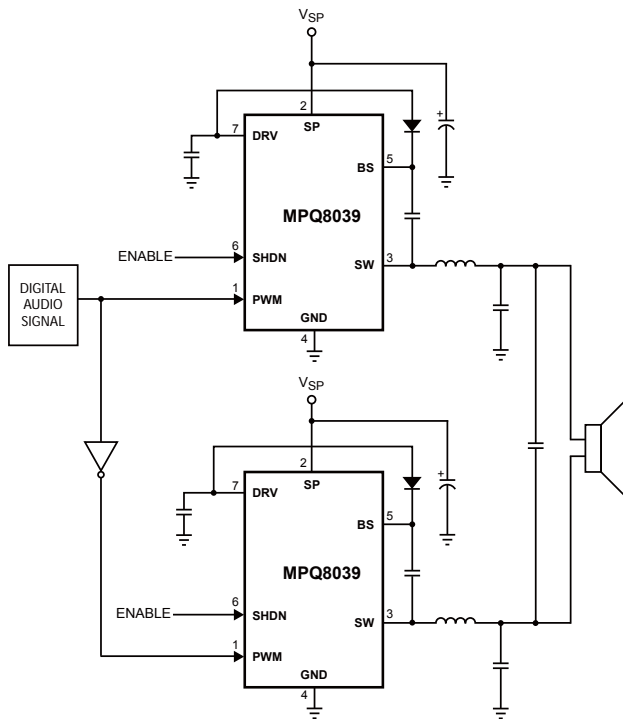 VSP
2
7
DRV
SP
5
BS
MPQ8039
ENABLE
6
SHDN
3
SW
DIGITAL
AUDIO
SIGNAL
1
PWM
GND
4
+
VSP
2
7
DRV
SP
5
BS
MPQ8039
ENABLE
6
SHDN
3
SW
1
PWM
GND
4
+